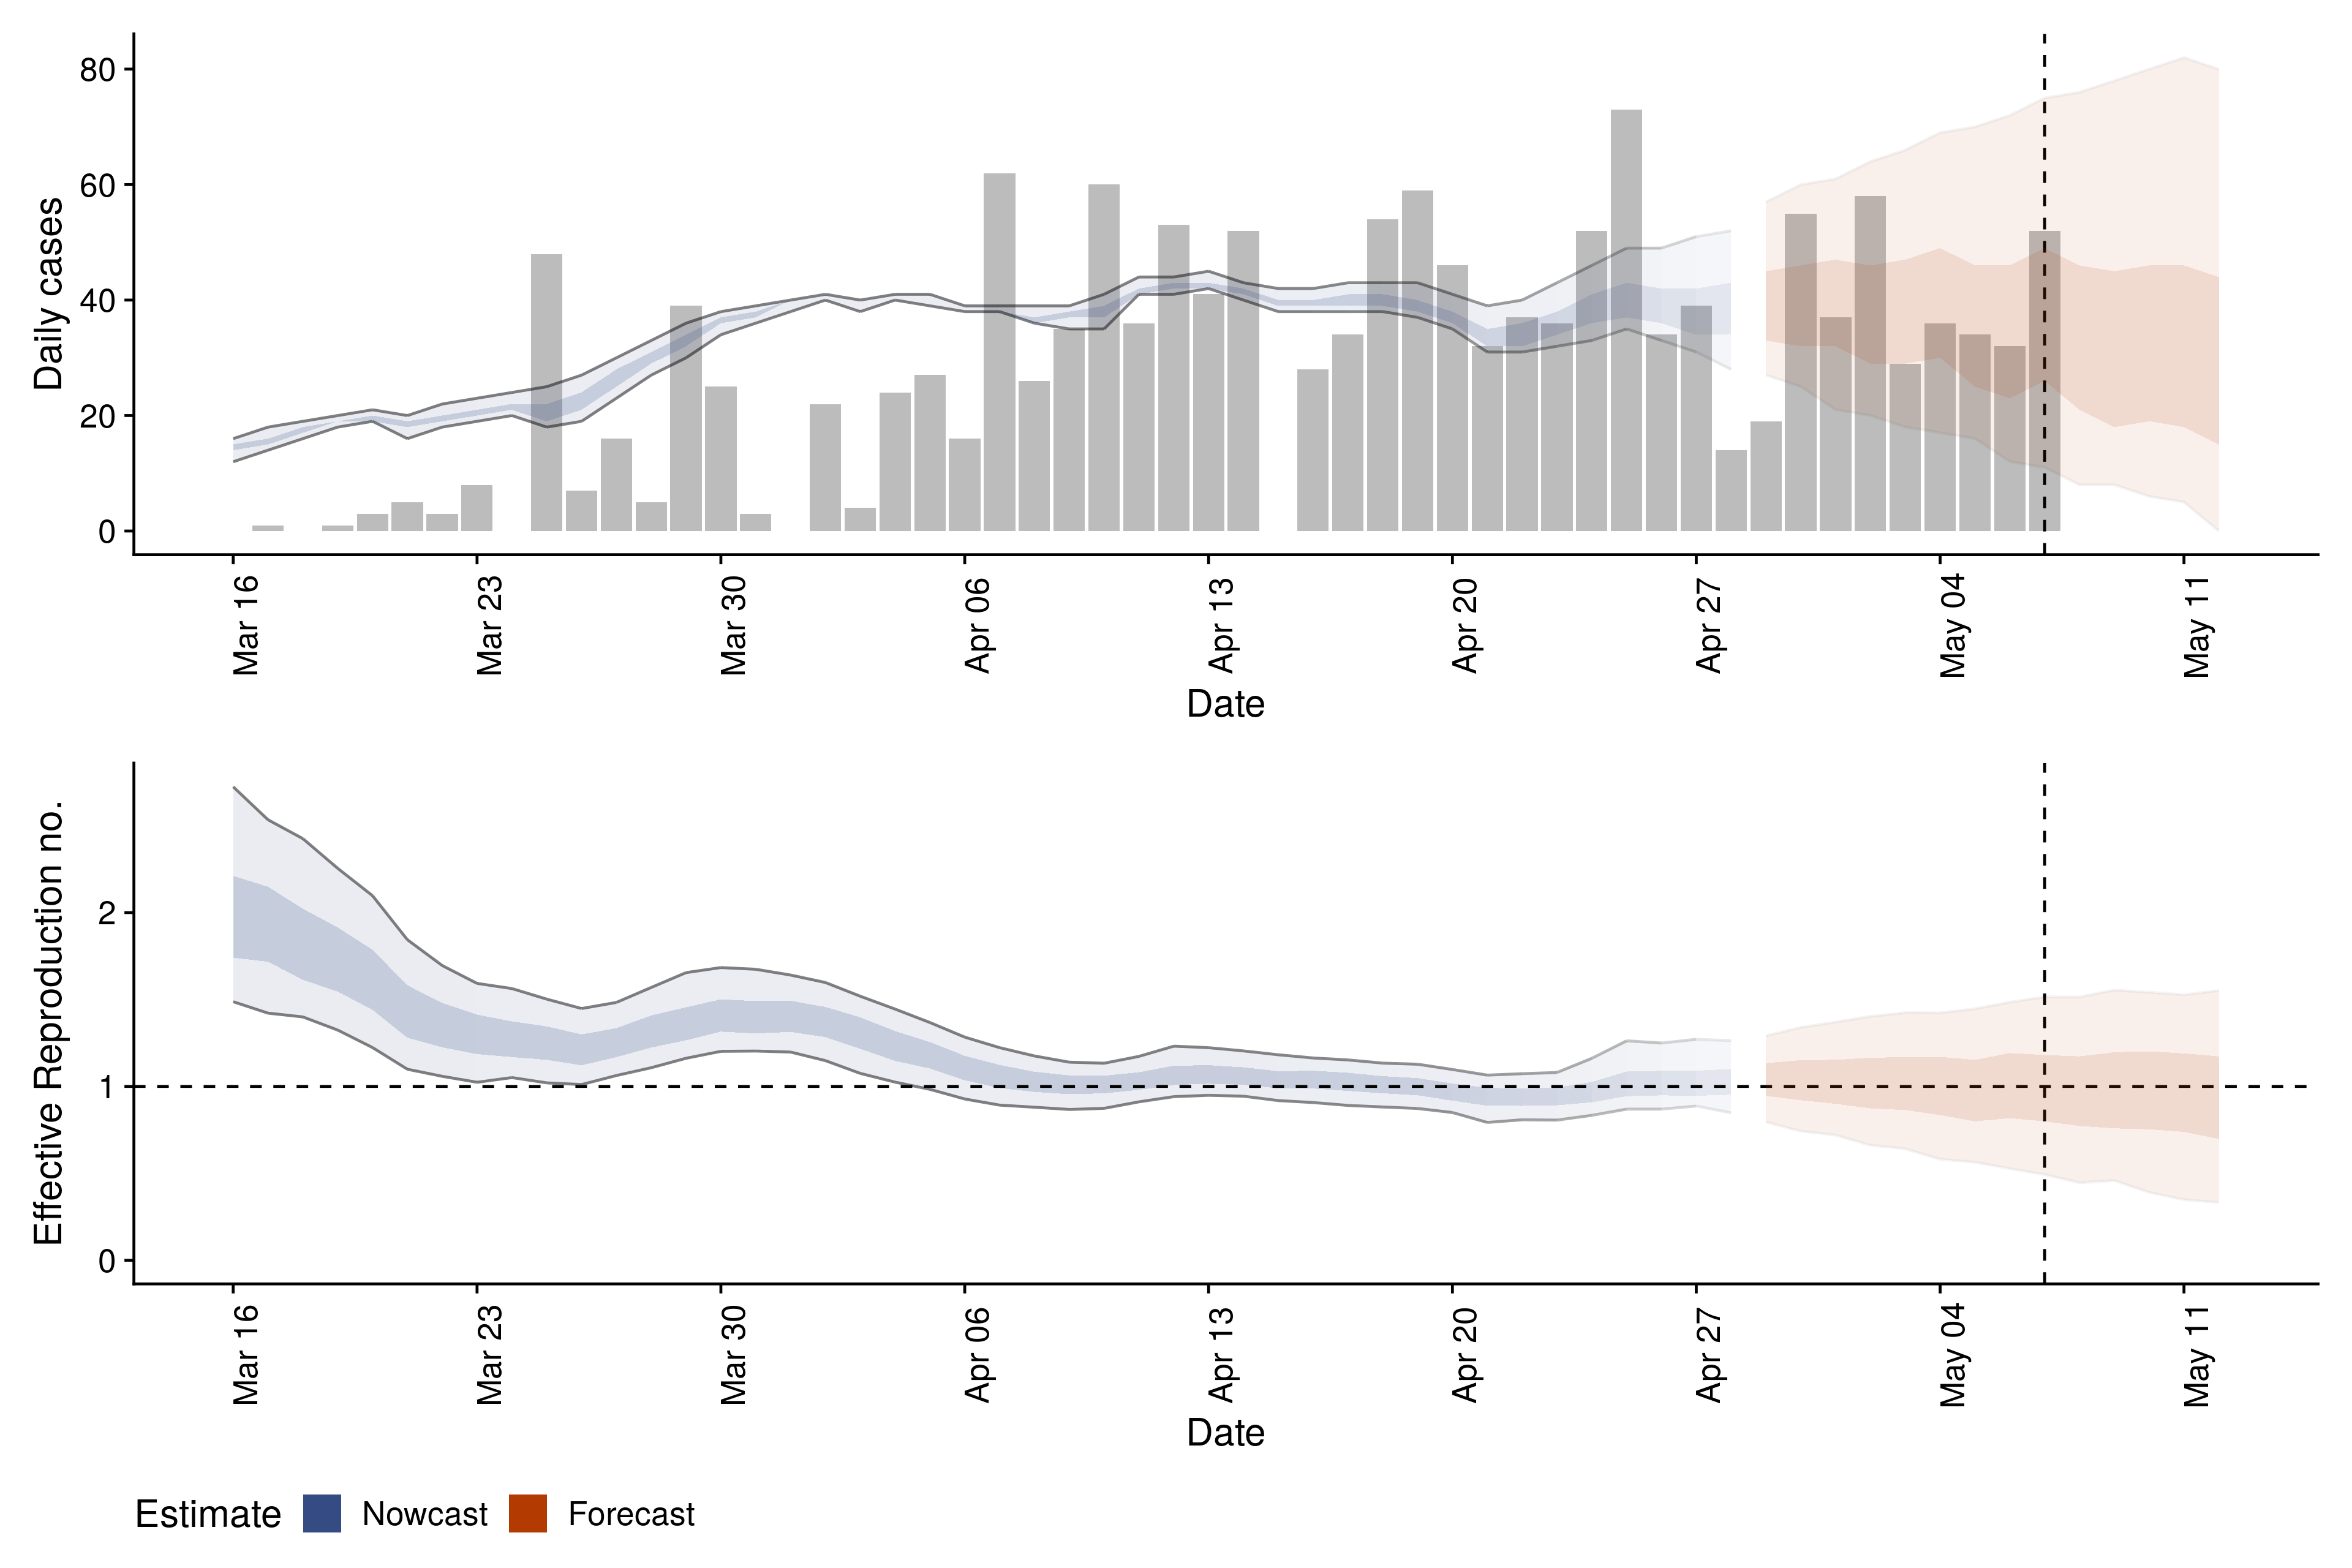 Daily cases
80
60
40
20
0
Mar 16
Mar 23
Mar 30
Apr 06
Apr 13
Apr 20
Apr 27
May 04
May 11
Date
Effective Reproduction no.
2
1
0
Mar 16
Mar 23
Mar 30
Apr 06
Apr 13
Apr 20
Apr 27
May 04
May 11
Date
Estimate Nowcast Forecast